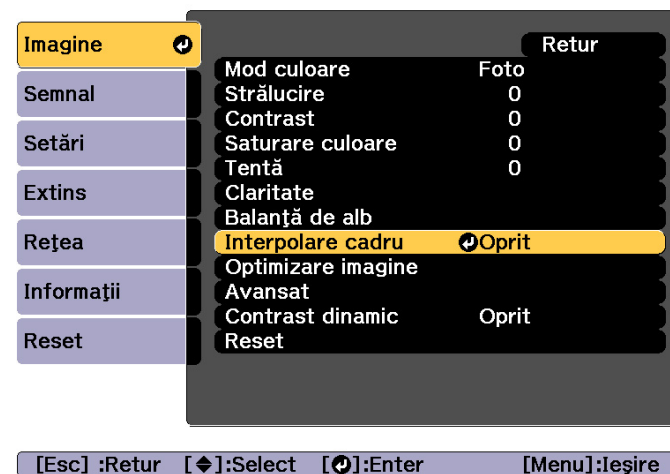 Imagine
Semnal
Setări
Extins
Reţea
Informaţii
Reset
Retur
Mod culoare Foto
Strălucire 0
Contrast 0
Saturare culoare 0
Tentă 0
Claritate
Balanţă de alb
Interpolare cadru Oprit
Optimizare imagine
Avansat
Contrast dinamic Oprit
Reset
[Esc] :Retur [◆]:Select [⏎]:Enter [Menu]:Ieşire